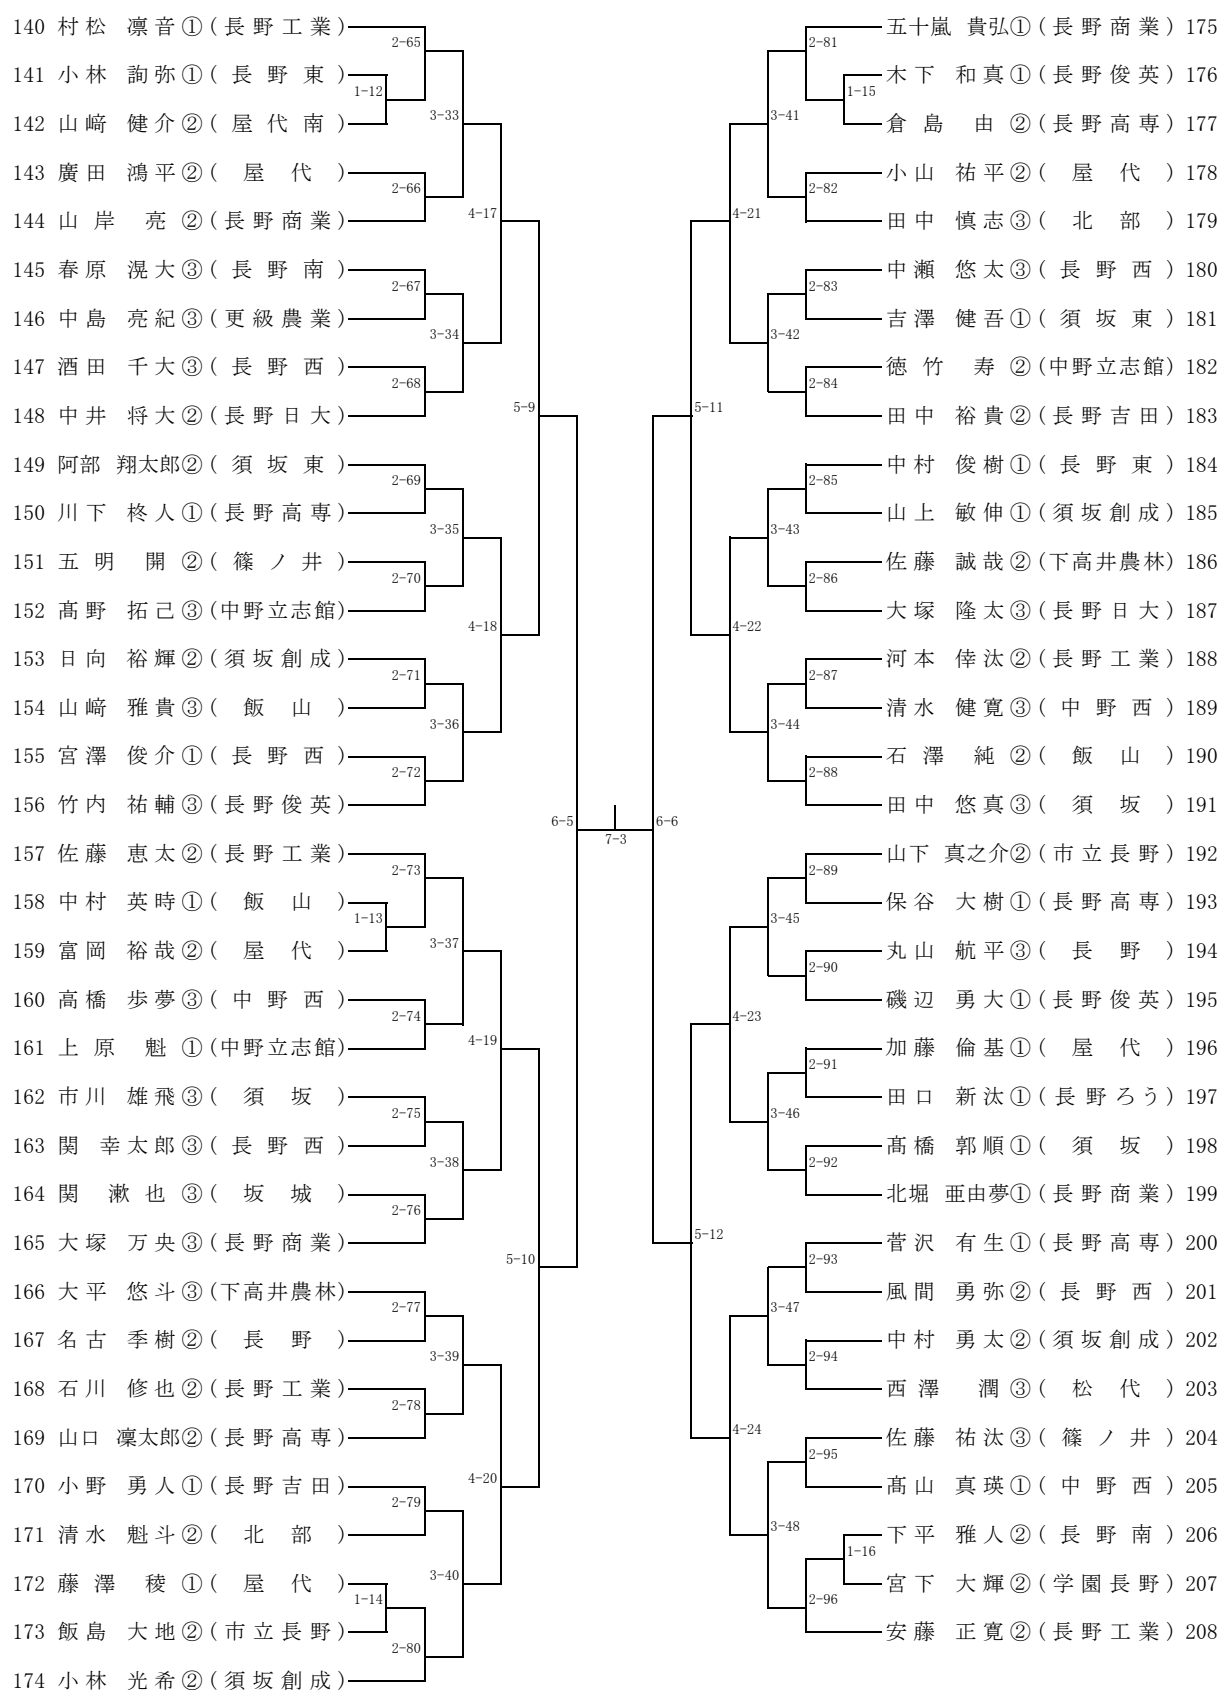 140 村松 凛音①(長野工業)
2-65
141 小林 詢弥①(長野東)
1-12
142 山﨑 健介②(屋代南)
3-33
143 廣田 鴻平②(屋代)
2-66
144 山岸 亮②(長野商業)
4-17
145 春原 滉大③(長野南)
2-67
146 中島 亮紀③(更級農業)
3-34
147 酒田 千大③(長野西)
2-68
148 中井 将大②(長野日大)
5-9
149 阿部 翔太郎②(須坂東)
2-69
150 川下 柊人①(長野高専)
3-35
151 五明 開②(篠ノ井)
2-70
152 髙野 拓己③(中野立志館)
4-18
153 日向 裕輝②(須坂創成)
2-71
154 山﨑 雅貴③(飯山)
3-36
155 宮澤 俊介①(長野西)
2-72
156 竹内 祐輔③(長野俊英)
6-5
157 佐藤 恵太②(長野工業)
2-73
158 中村 英時①(飯山)
1-13
159 富岡 裕哉②(屋代)
3-37
160 高橋 歩夢③(中野西)
2-74
161 上原 魁①(中野立志館)
4-19
162 市川 雄飛③(須坂)
2-75
163 関 幸太郎③(長野西)
3-38
164 関 漱也③(坂城)
2-76
165 大塚 万央③(長野商業)
5-10
166 大平 悠斗③(下高井農林)
2-77
167 名古 季樹②(長野)
3-39
168 石川 修也②(長野工業)
2-78
169 山口 凜太郎②(長野高専)
4-20
170 小野 勇人①(長野吉田)
2-79
171 清水 魁斗②(北部)
3-40
172 藤澤 稜①(屋代)
1-14
173 飯島 大地②(市立長野)
2-80
174 小林 光希②(須坂創成)
7-3
五十嵐 貴弘①(長野商業) 175
2-81
木下 和真①(長野俊英) 176
1-15
倉島 由②(長野高専) 177
3-41
小山 祐平②(屋代) 178
2-82
田中 慎志③(北部) 179
4-21
中瀬 悠太③(長野西) 180
2-83
吉澤 健吾①(須坂東) 181
3-42
徳竹 寿②(中野立志館) 182
2-84
田中 裕貴②(長野吉田) 183
5-11
中村 俊樹①(長野東) 184
2-85
山上 敏伸①(須坂創成) 185
3-43
佐藤 誠哉②(下高井農林) 186
2-86
大塚 隆太③(長野日大) 187
4-22
河本 倖汰②(長野工業) 188
2-87
清水 健寛③(中野西) 189
3-44
石澤 純②(飯山) 190
2-88
田中 悠真③(須坂) 191
6-6
山下 真之介②(市立長野) 192
2-89
保谷 大樹①(長野高専) 193
3-45
丸山 航平③(長野) 194
2-90
磯辺 勇大①(長野俊英) 195
4-23
加藤 倫基①(屋代) 196
2-91
田口 新汰①(長野ろう) 197
3-46
髙橋 郭順①(須坂) 198
2-92
北堀 亜由夢①(長野商業) 199
5-12
菅沢 有生①(長野高専) 200
2-93
風間 勇弥②(長野西) 201
3-47
中村 勇太②(須坂創成) 202
2-94
西澤 潤③(松代) 203
4-24
佐藤 祐汰③(篠ノ井) 204
2-95
髙山 真瑛①(中野西) 205
3-48
下平 雅人②(長野南) 206
1-16
宮下 大輝②(学園長野) 207
2-96
安藤 正寛②(長野工業) 208